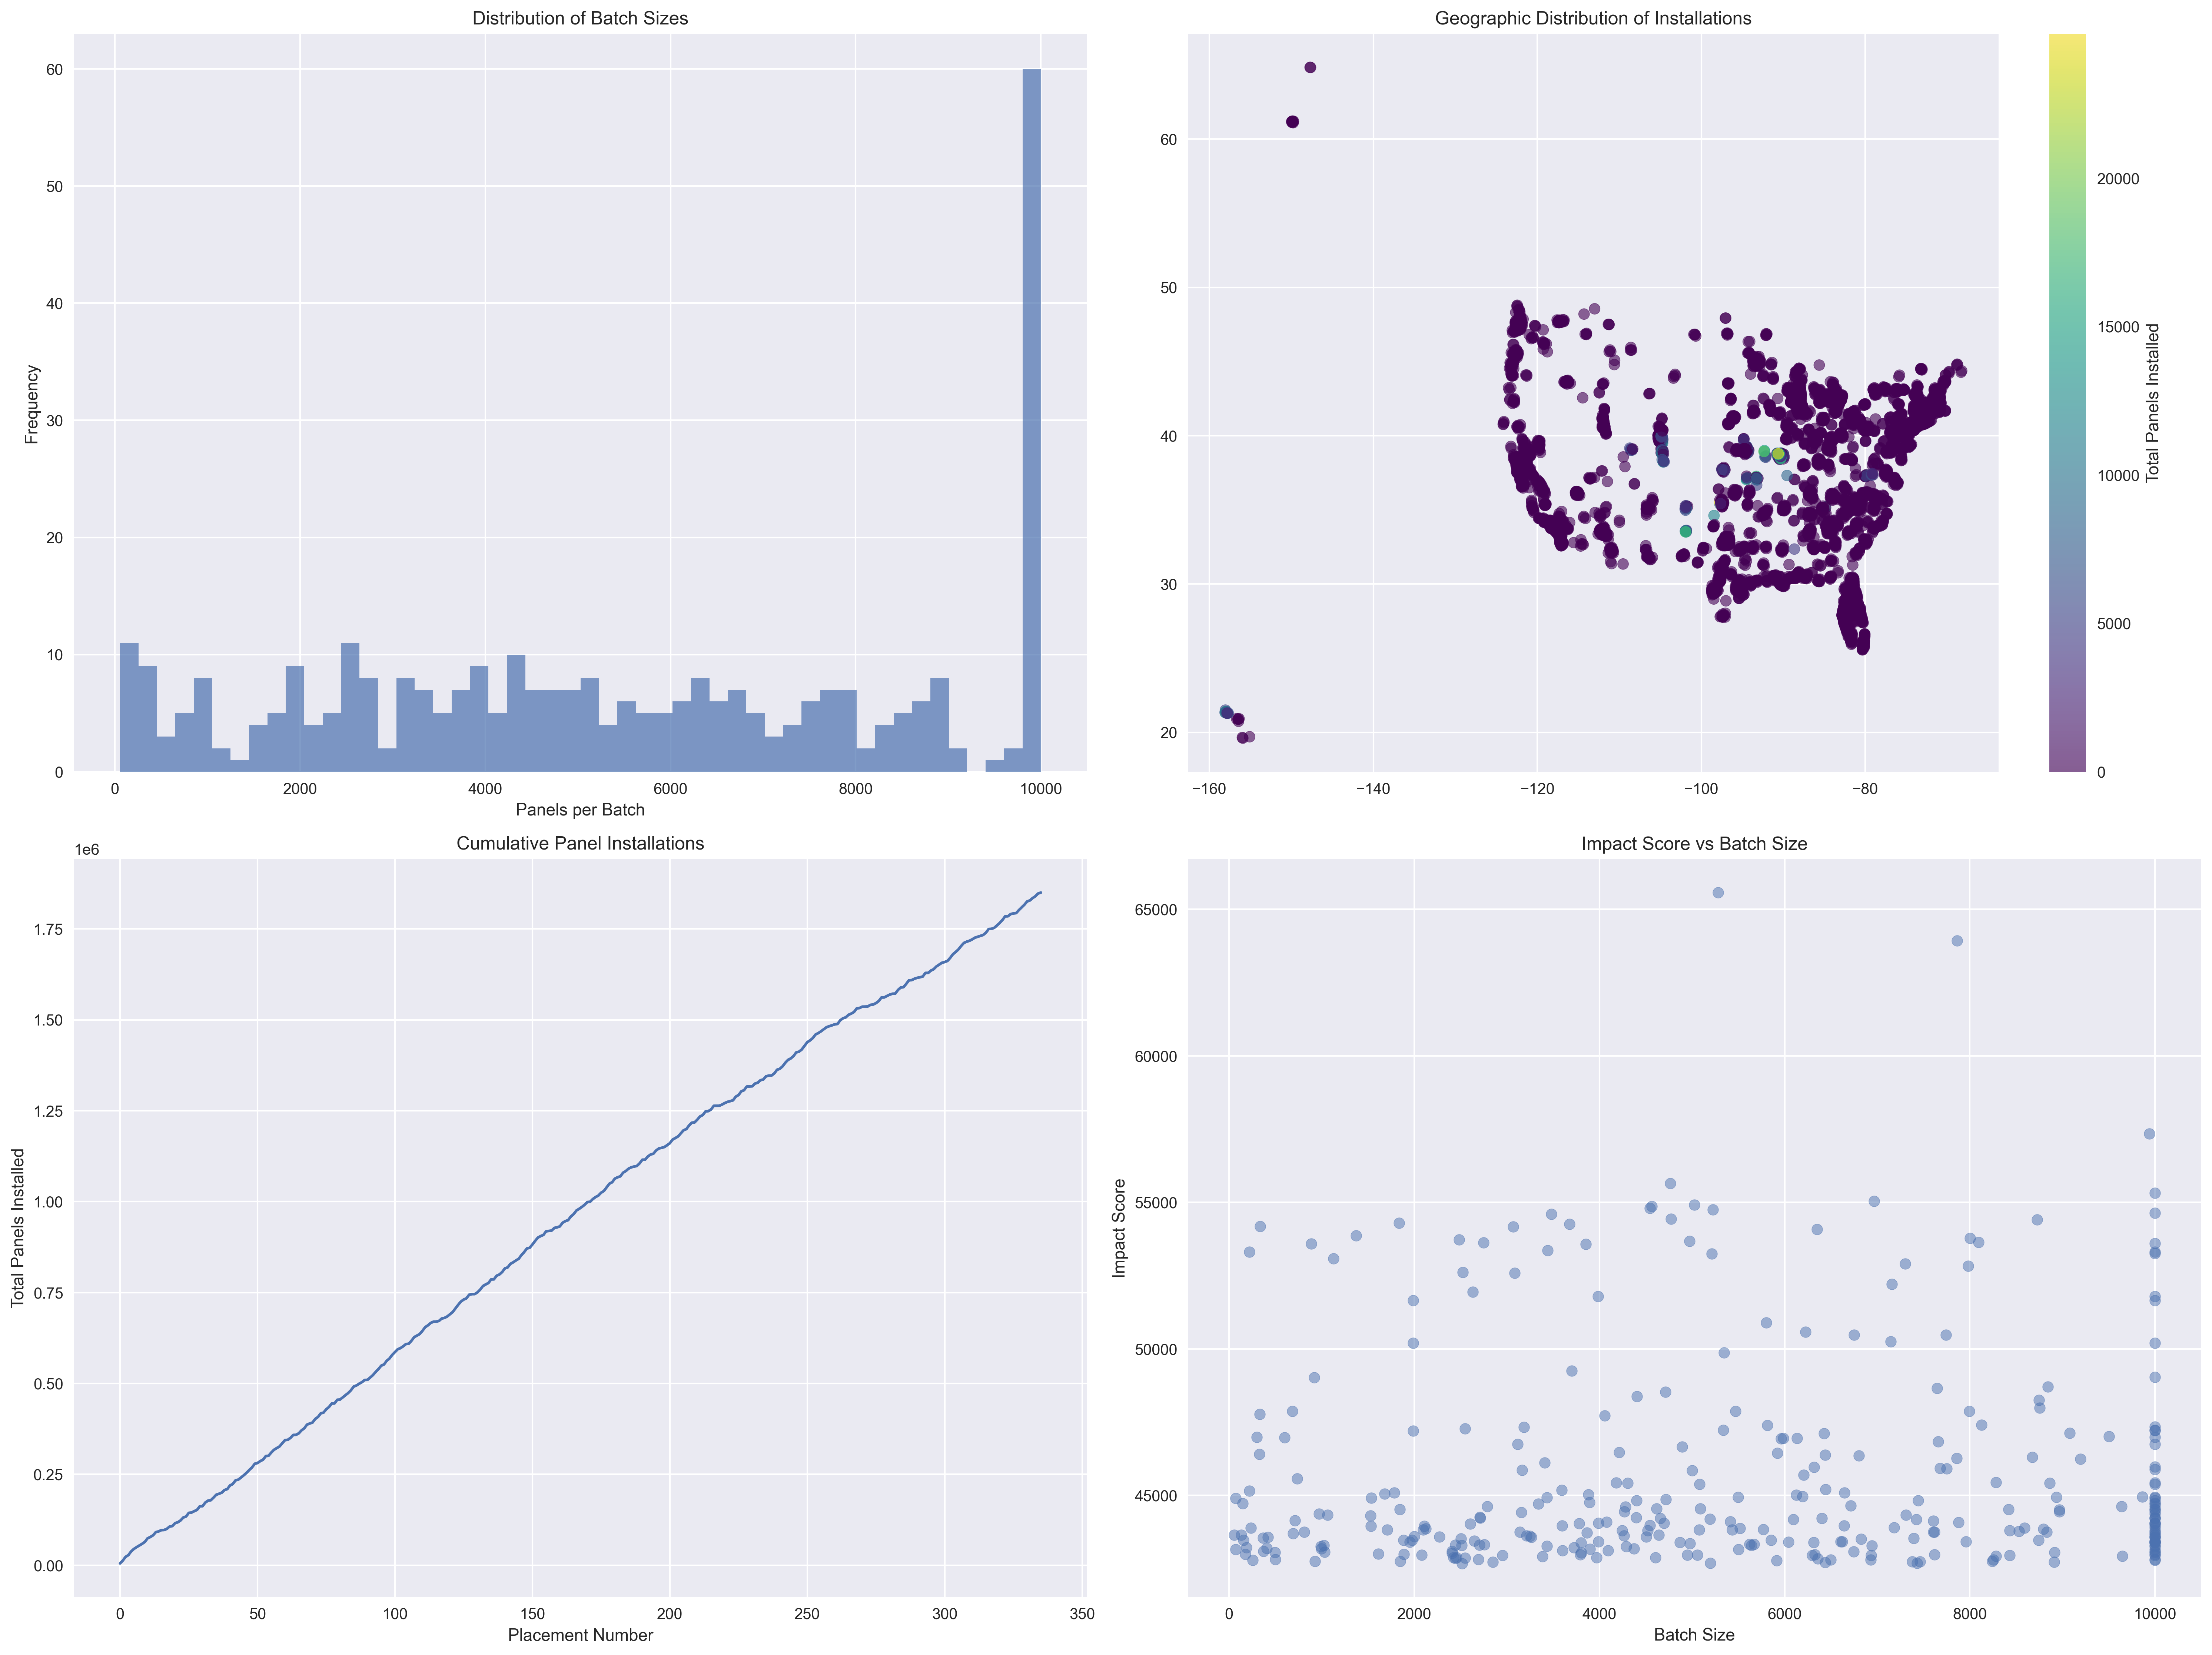 Distribution of Batch Sizes
60
50
40
30
20
10
0
Frequency
0 2000 4000 6000 8000 10000
Panels per Batch
Geographic Distribution of Installations
60
50
40
30
20
−160 −140 −120 −100 −80
20000
15000
10000
5000
0
Total Panels Installed
Cumulative Panel Installations
1e6
1.75
1.50
1.25
1.00
0.75
0.50
0.25
0.00
Total Panels Installed
0 50 100 150 200 250 300 350
Placement Number
Impact Score vs Batch Size
65000
60000
55000
50000
45000
Impact Score
0 2000 4000 6000 8000 10000
Batch Size